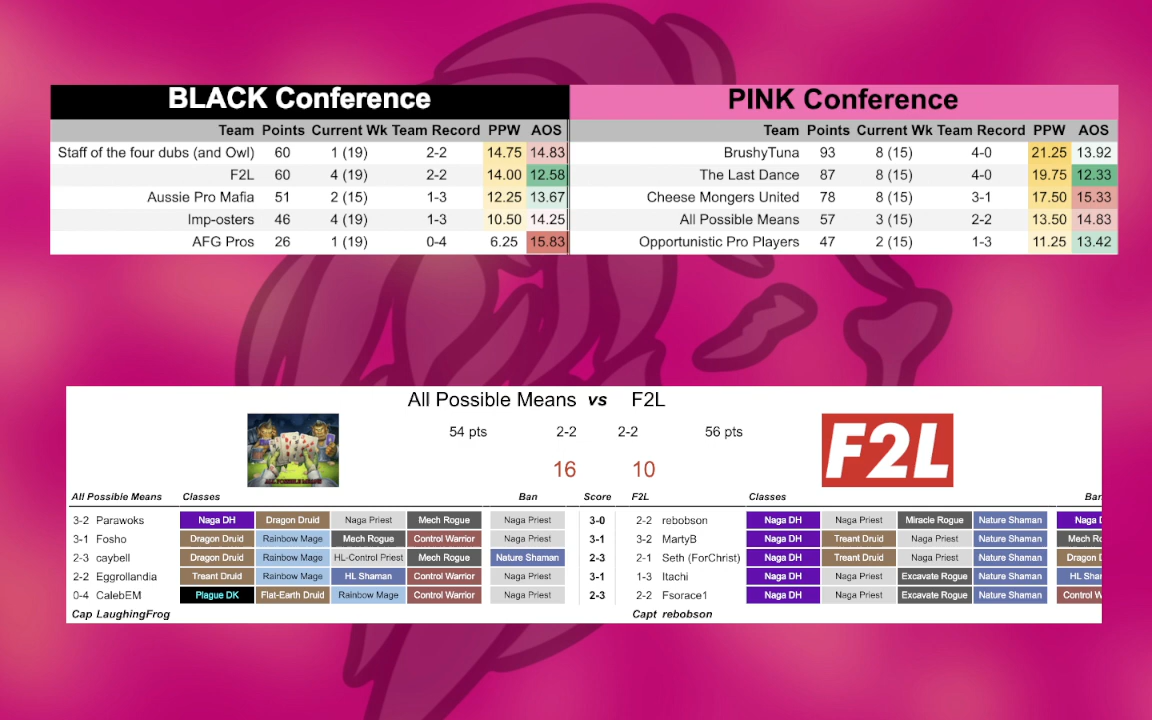 BLACK Conference
Team Points Current Wk Team Record PPW AOS
Staff of the four dubs (and Owl) 60 1 (19) 2-2 14.75 14.83
F2L 60 4 (19) 2-2 14.00 12.58
Aussie Pro Mafia 51 2 (15) 1-3 12.25 13.67
Imp-osters 46 4 (19) 1-3 10.50 14.25
AFG Pros 26 1 (19) 0-4 6.25 15.83
PINK Conference
Team Points Current Wk Team Record PPW AOS
BrushyTuna 93 8 (15) 4-0 21.25 13.92
The Last Dance 87 8 (15) 4-0 19.75 12.33
Cheese Mongers United 78 8 (15) 3-1 17.50 15.33
All Possible Means 57 3 (15) 2-2 13.50 14.83
Opportunistic Pro Players 47 2 (15) 1-3 11.25 13.42
All Possible Means vs F2L
54 pts 2-2 2-2 56 pts
16 10
ALL POSSIBLE MEANS
F2L
All Possible Means Classes Ban Score F2L Classes Ban
3-2 Parawoks Naga DH Dragon Druid Naga Priest Mech Rogue Naga Priest 3-0 2-2 rebobson Naga DH Naga Priest Miracle Rogue Nature Shaman Naga D
3-1 Fosho Dragon Druid Rainbow Mage Mech Rogue Control Warrior Naga Priest 3-1 3-2 MartyB Naga DH Treant Druid Naga Priest Nature Shaman Mech Ro
2-3 caybell Dragon Druid Rainbow Mage HL-Control Priest Mech Rogue Nature Shaman 2-3 2-1 Seth (ForChrist) Naga DH Treant Druid Naga Priest Nature Shaman Dragon D
2-2 Eggrollandia Treant Druid Rainbow Mage HL Shaman Control Warrior Naga Priest 3-1 1-3 Itachi Naga DH Naga Priest Excavate Rogue Nature Shaman HL Shar
0-4 CalebEM Plague DK Flat-Earth Druid Rainbow Mage Control Warrior Naga Priest 2-3 2-2 Fsorace1 Naga DH Naga Priest Excavate Rogue Nature Shaman Control W
Cap LaughingFrog Capt rebobson